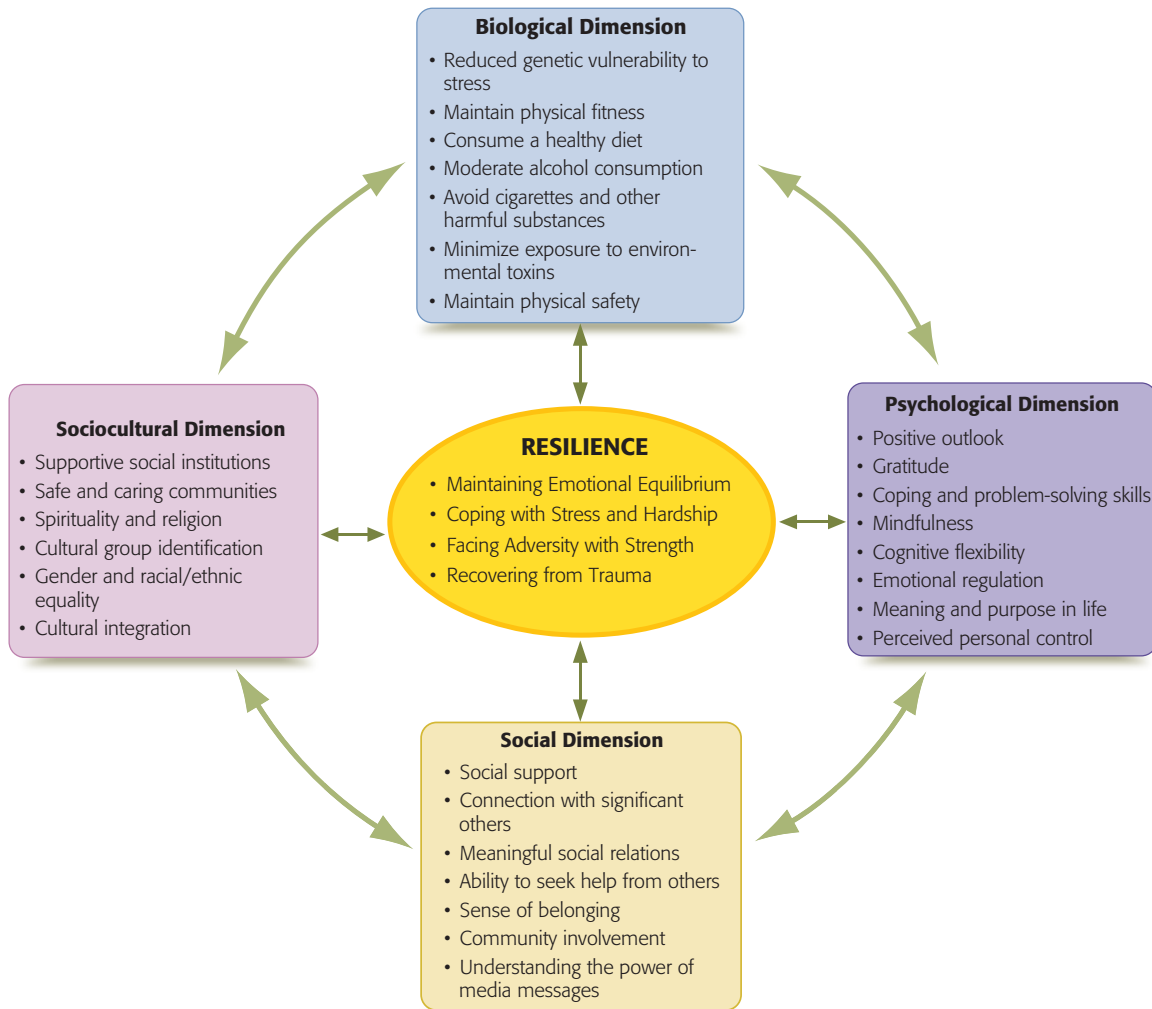 Biological Dimension
• Reduced genetic vulnerability to
stress
• Maintain physical fitness
• Consume a healthy diet
• Moderate alcohol consumption
• Avoid cigarettes and other
harmful substances
• Minimize exposure to environ-
mental toxins
• Maintain physical safety
Sociocultural Dimension
• Supportive social institutions
• Safe and caring communities
• Spirituality and religion
• Cultural group identification
• Gender and racial/ethnic
equality
• Cultural integration
RESILIENCE
• Maintaining Emotional Equilibrium
• Coping with Stress and Hardship
• Facing Adversity with Strength
• Recovering from Trauma
Psychological Dimension
• Positive outlook
• Gratitude
• Coping and problem-solving skills
• Mindfulness
• Cognitive flexibility
• Emotional regulation
• Meaning and purpose in life
• Perceived personal control
Social Dimension
• Social support
• Connection with significant
others
• Meaningful social relations
• Ability to seek help from others
• Sense of belonging
• Community involvement
• Understanding the power of
media messages